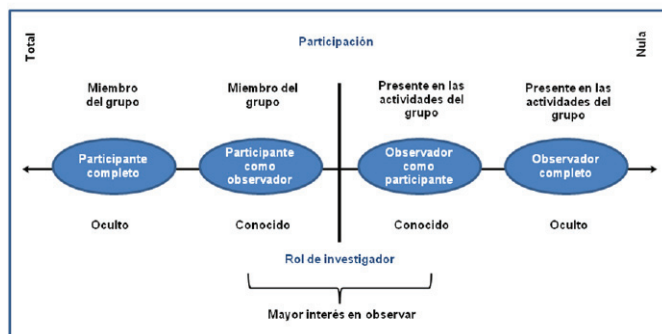 Total
Participación
Nula
Miembro
del grupo
Miembro del
grupo
Presente en las
actividades del
grupo
Presente en las
actividades del
grupo
Participante
completo
Participante
como
observador
Observador
como
participante
Observador
completo
Oculto
Conocido
Conocido
Oculto
Rol de investigador
Mayor interés en observar